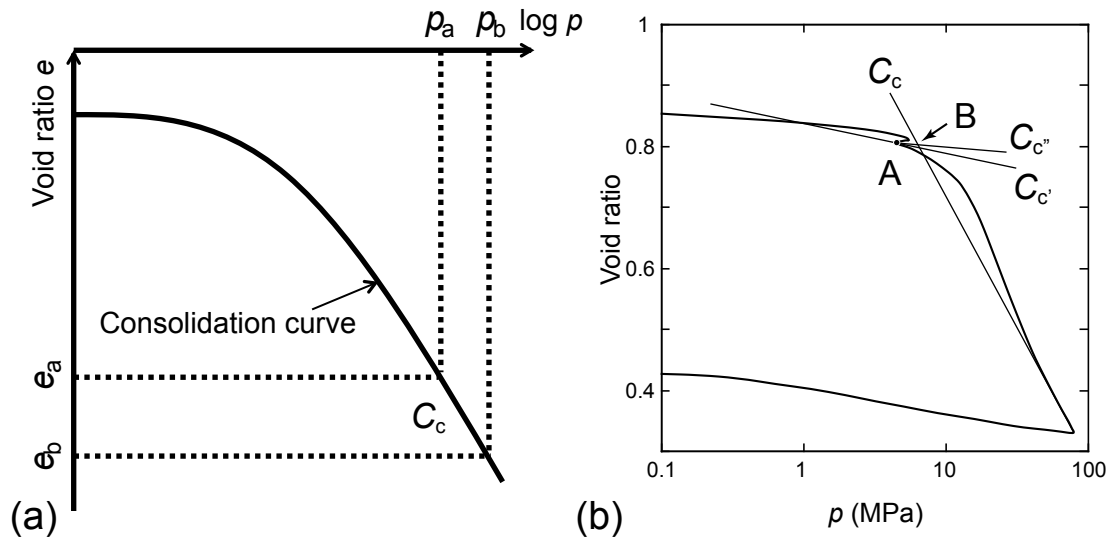 pa pb log p
Void ratio e
Consolidation curve
ea
Cc
eb
(a)
1
0.8
0.6
0.4
Void ratio
Cc
B
Cc"
A
Cc'
0.1 1 10 100
p (MPa)
(b)